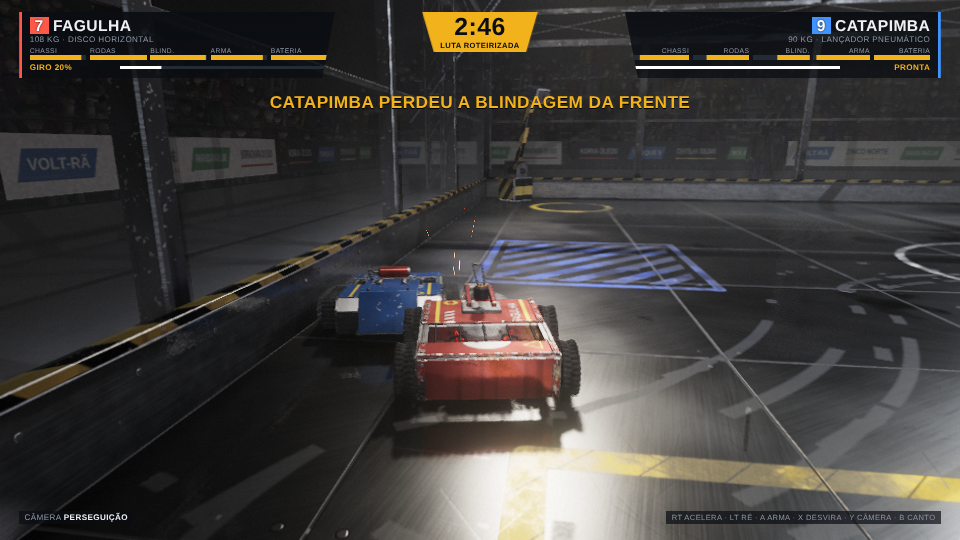 7 FAGULHA
108 KG · DISCO HORIZONTAL
CHASSI RODAS BLIND. ARMA BATERIA
GIRO 20%
2:46
LUTA ROTEIRIZADA
9 CATAPIMBA
90 KG · LANÇADOR PNEUMÁTICO
CHASSI RODAS BLIND. ARMA BATERIA
PRONTA
CATAPIMBA PERDEU A BLINDAGEM DA FRENTE
VOLT-RÃ
CÂMERA PERSEGUIÇÃO
RT ACELERA · LT RÉ · A ARMA · X DESVIRA · Y CÂMERA · B CANTO